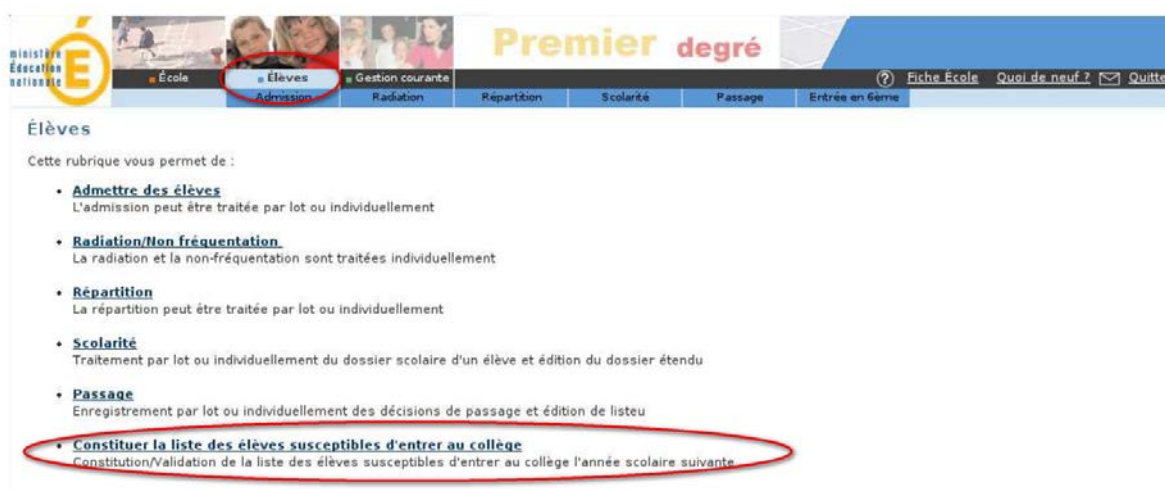 ministère
Éducation
nationale
Premier degré
École Élèves Gestion courante
? Fiche École Quoi de neuf ? Quitte
Admission Radiation Répartition Scolarité Passage Entrée en 6ème
Élèves
Cette rubrique vous permet de :
• Admettre des élèves
L'admission peut être traitée par lot ou individuellement
• Radiation/Non fréquentation
La radiation et la non-fréquentation sont traitées individuellement
• Répartition
La répartition peut être traitée par lot ou individuellement
• Scolarité
Traitement par lot ou individuellement du dossier scolaire d'un élève et édition du dossier étendu
• Passage
Enregistrement par lot ou individuellement des décisions de passage et édition de listeu
• Constituer la liste des élèves susceptibles d'entrer au collège
Constitution/Validation de la liste des élèves susceptibles d'entrer au collège l'année scolaire suivante